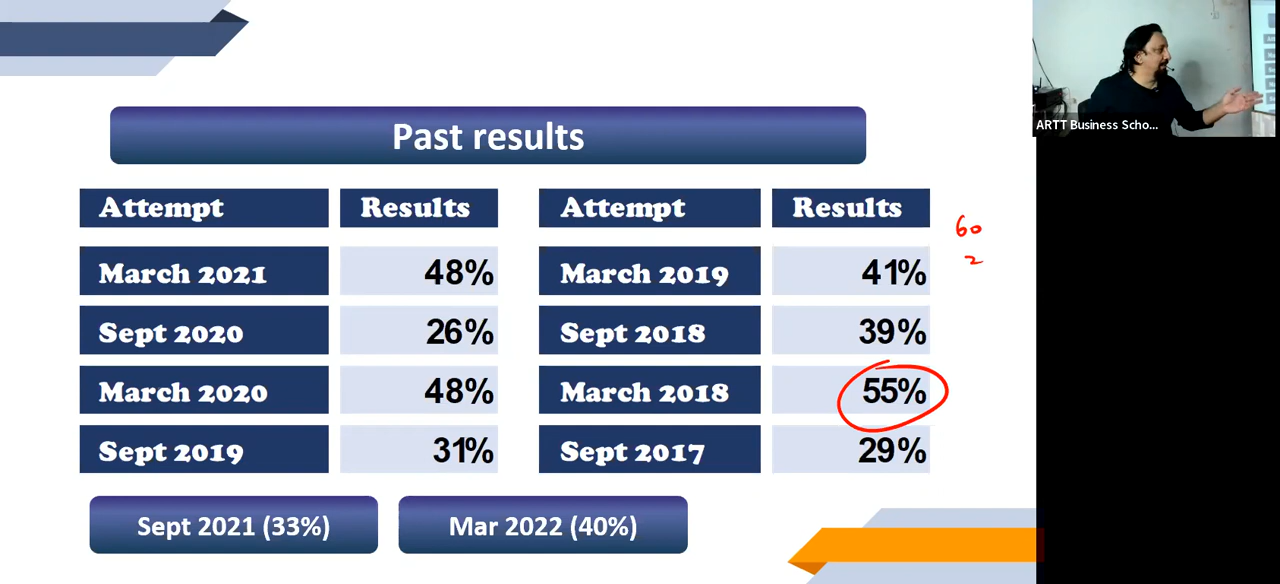 Past results
Attempt Results Attempt Results
60
2
March 2021 48% March 2019 41%
Sept 2020 26% Sept 2018 39%
March 2020 48% March 2018 55%
Sept 2019 31% Sept 2017 29%
Sept 2021 (33%) Mar 2022 (40%)
ARTT Business Scho...